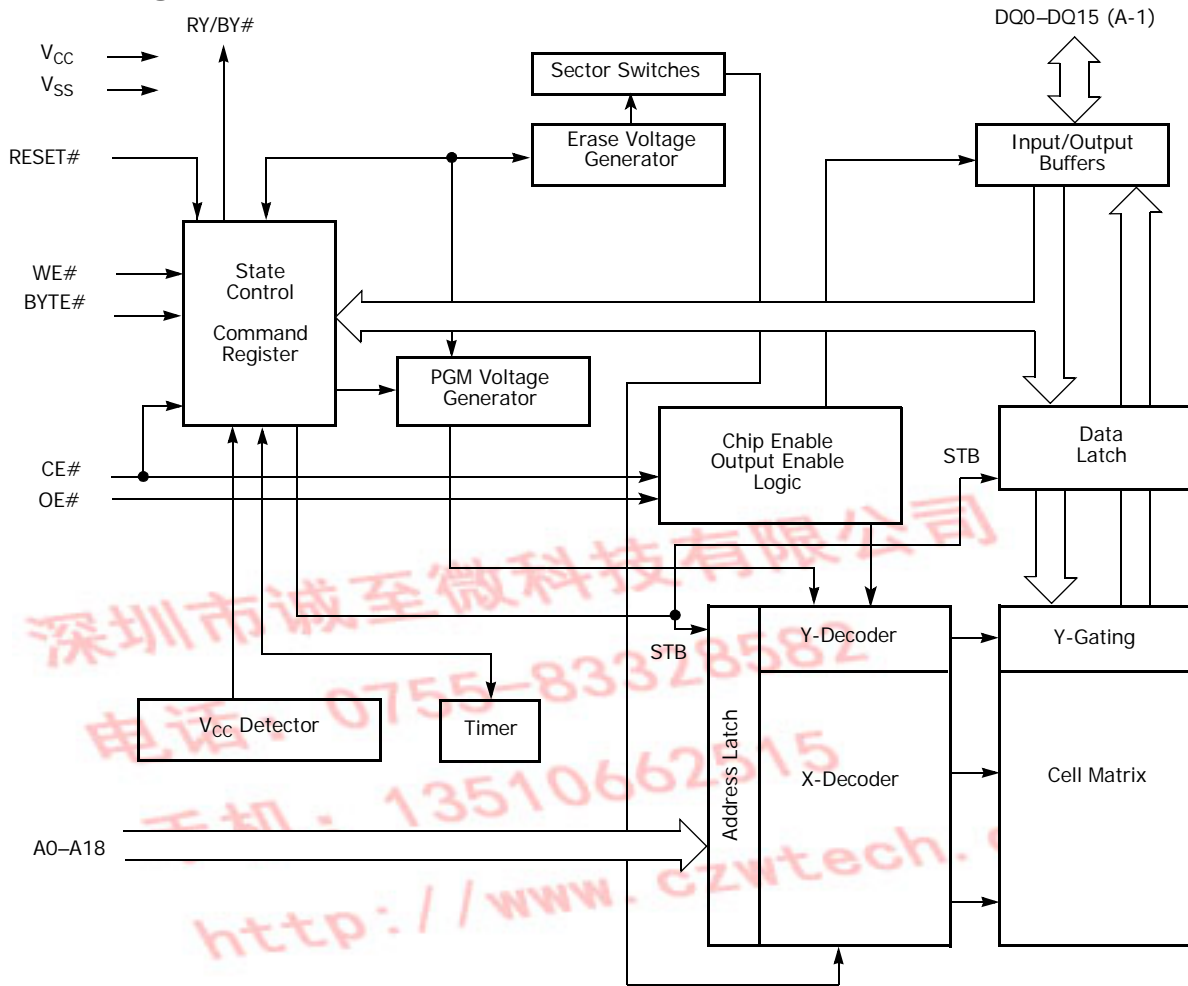 RY/BY#
DQ0–DQ15 (A-1)
VCC
VSS
Sector Switches
Erase Voltage
Generator
Input/Output
Buffers
RESET#
WE#
BYTE#
State
Control
Command
Register
PGM Voltage
Generator
Chip Enable
Output Enable
Logic
Data
Latch
STB
CE#
OE#
STB
Y-Decoder
Y-Gating
VCC Detector
Timer
Address Latch
X-Decoder
Cell Matrix
A0–A18
深圳市诚至微科技有限公司
电话：0755-83328582
手机：13510662515
http://www.czwtech.